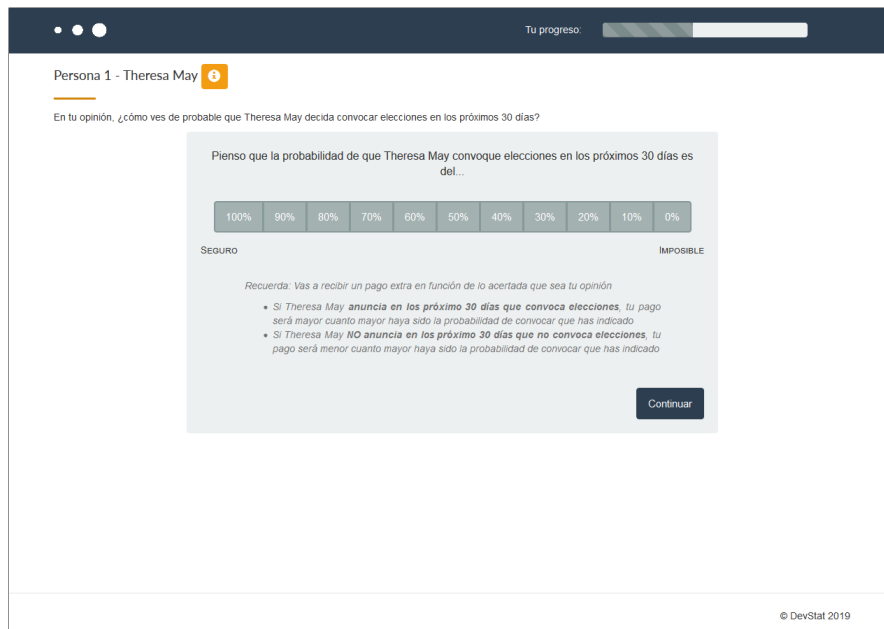 Tu progreso:
Persona 1 - Theresa May
En tu opinión, ¿cómo ves de probable que Theresa May decida convocar elecciones en los próximos 30 días?
Pienso que la probabilidad de que Theresa May convoque elecciones en los próximos 30 días es
del...
100% 90% 80% 70% 60% 50% 40% 30% 20% 10% 0%
SEGURO IMPOSIBLE
Recuerda: Vas a recibir un pago extra en función de lo acertada que sea tu opinión
• Si Theresa May anuncia en los próximo 30 días que convoca elecciones, tu pago
será mayor cuanto mayor haya sido la probabilidad de convocar que has indicado
• Si Theresa May NO anuncia en los próximo 30 días que no convoca elecciones, tu
pago será menor cuanto mayor haya sido la probabilidad de convocar que has indicado
Continuar
© DevStat 2019